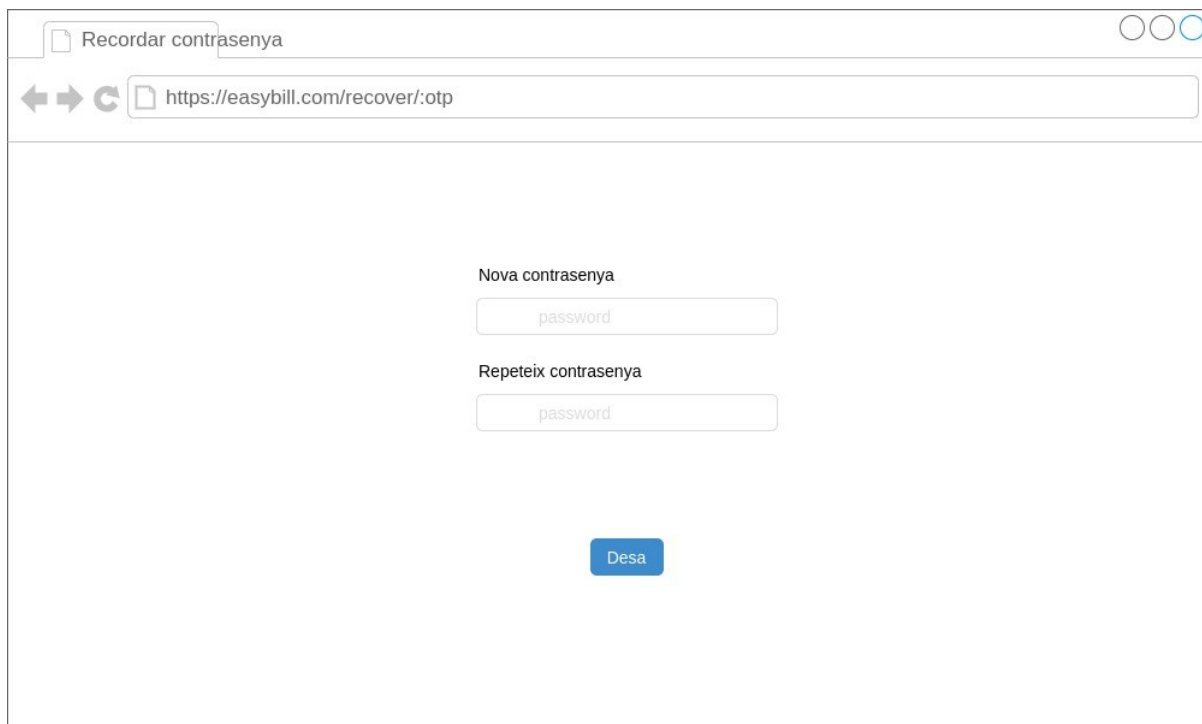 Recordar contrasenya
https://easybill.com/recover/:otp
Nova contrasenya
password
Repeteix contrasenya
password
Desa